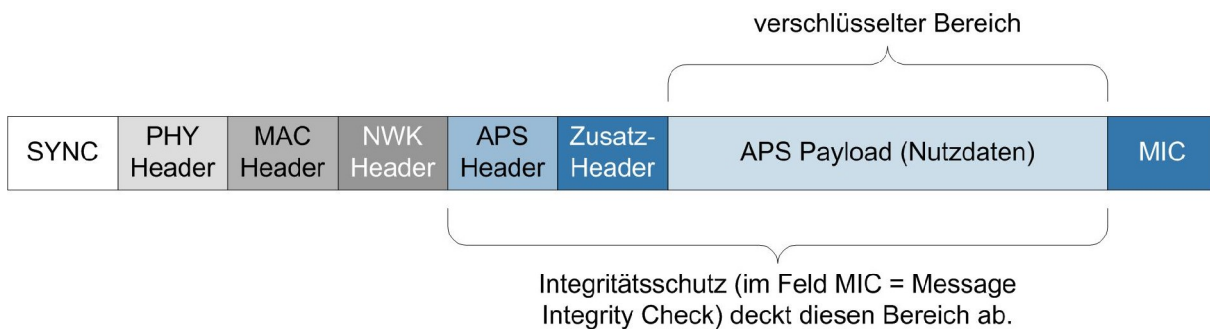 verschlüsselter Bereich
SYNC
PHY
Header
MAC
Header
NWK
Header
APS
Header
Zusatz-
Header
APS Payload (Nutzdaten)
MIC
Integritätsschutz (im Feld MIC = Message
Integrity Check) deckt diesen Bereich ab.